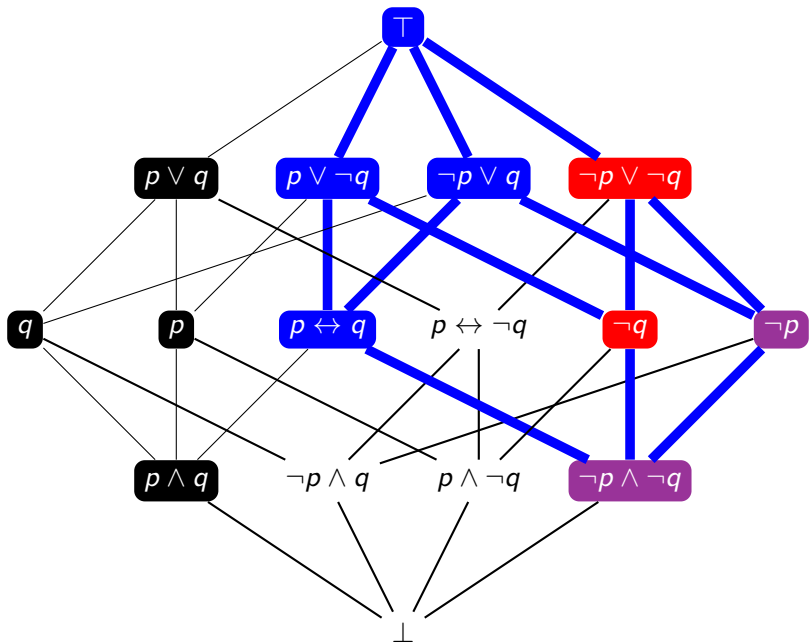 ⊤
p ∨ q p ∨ ¬q ¬p ∨ q ¬p ∨ ¬q
q p p ↔ q p ↔ ¬q ¬q ¬p
p ∧ q ¬p ∧ q p ∧ ¬q ¬p ∧ ¬q
⊥